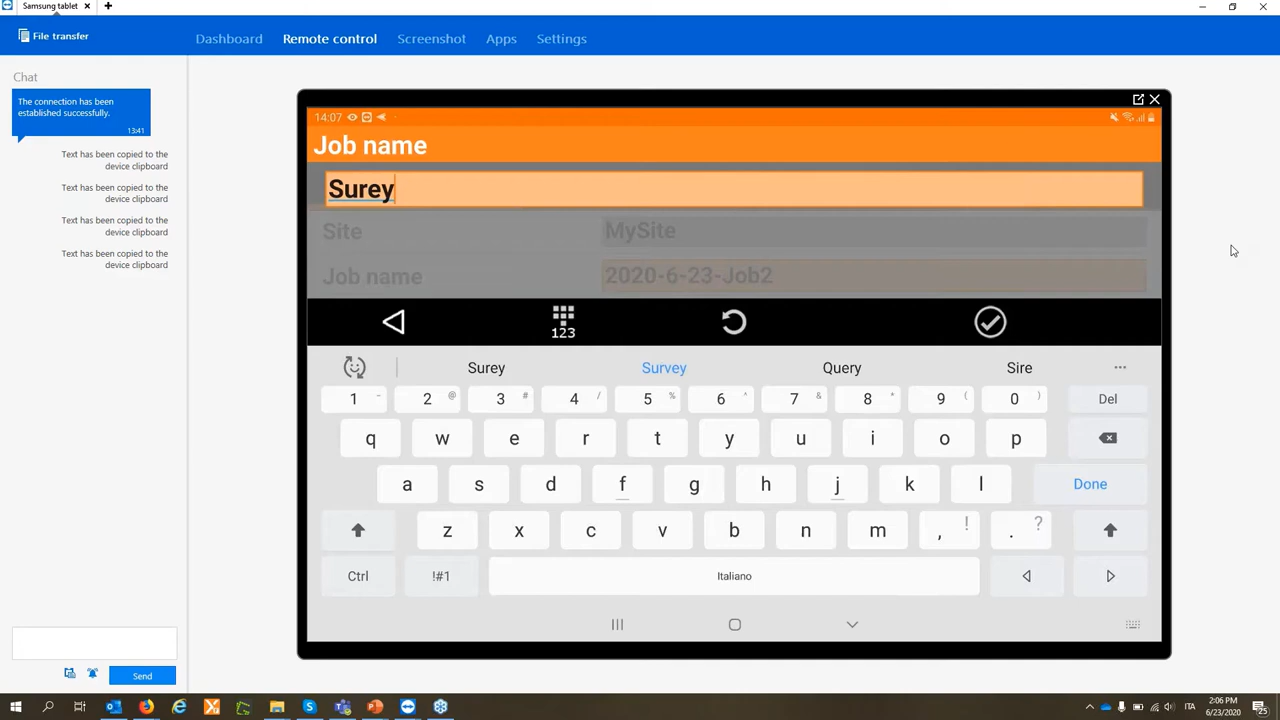 Samsung tablet
File transfer
Dashboard
Remote control
Screenshot
Apps
Settings
Chat
The connection has been
established successfully.
13:41
Text has been copied to the
device clipboard
Text has been copied to the
device clipboard
Text has been copied to the
device clipboard
Text has been copied to the
device clipboard
Send
14:07
Job name
Surey
Site MySite
Job name 2020-6-23-Job2
123
Surey Survey Query Sire ...
1 ~ 2 @ 3 # 4 / 5 % 6 ^ 7 & 8 * 9 ( 0 ) Del
q w e r t y u i o p
a s d f g h j k l Done
z x c v b n m , ! . ?
Ctrl !#1 Italiano
ITA
2:06 PM
6/23/2020
25